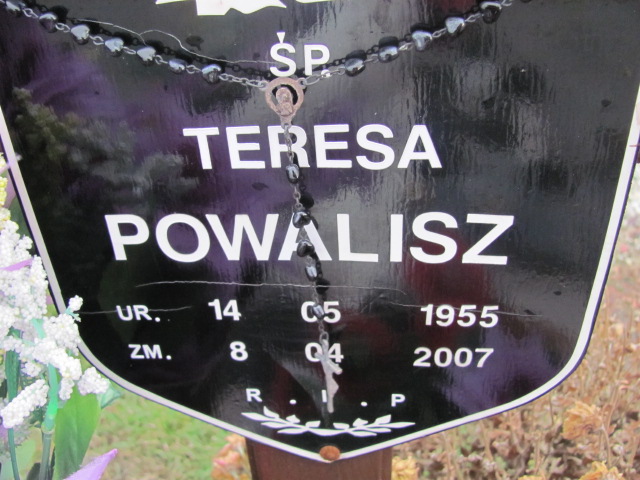 ŚP.
TERESA
POWALISZ
UR. 14 05 1955
ZM. 8 04 2007
R . I . P